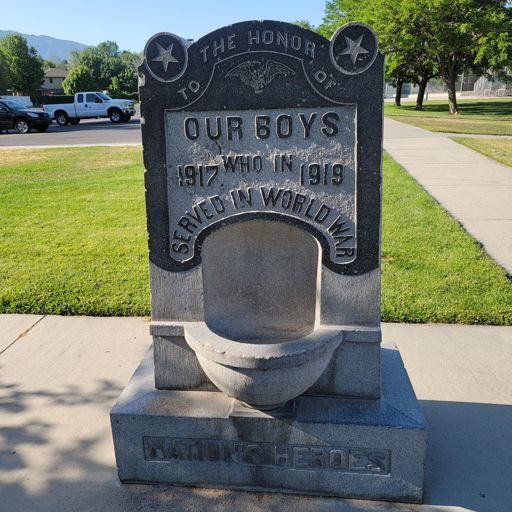 TO THE HONOR OF
OUR BOYS
1917 WHO IN 1919
SERVED IN WORLD WAR
NATION'S HEROES